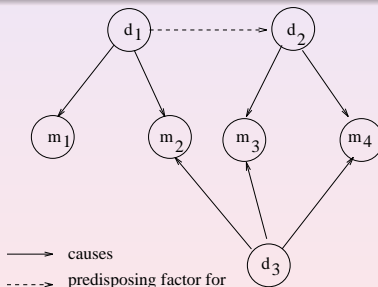 d1 d2
m1 m2 m3 m4
d3
causes
predisposing factor for